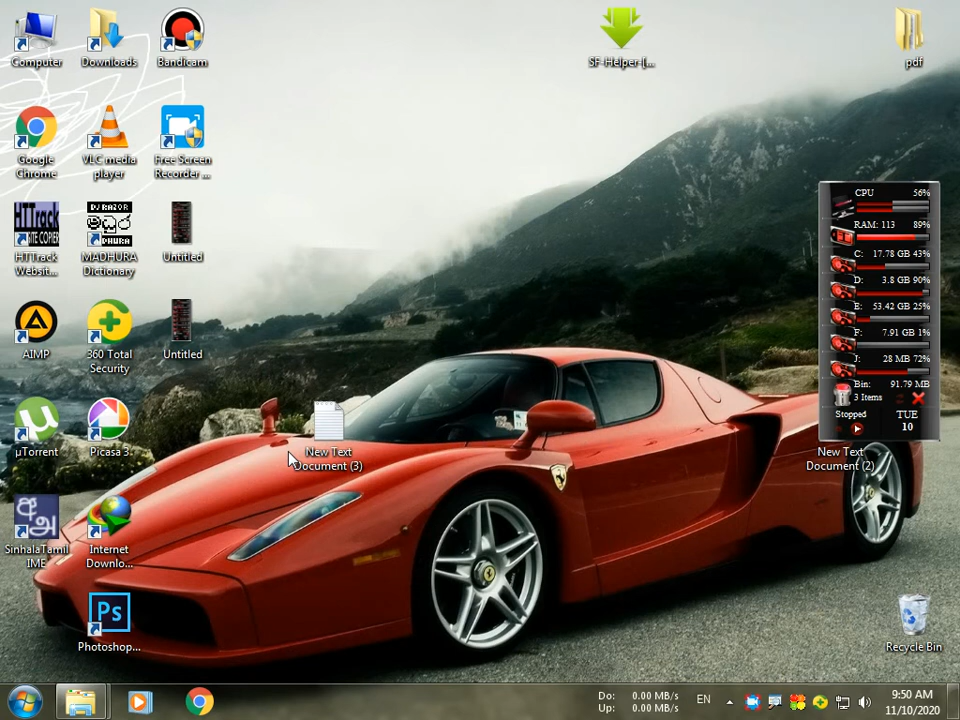 Computer
Downloads
Bandicam
SF-Helper-[...
pdf
Google
Chrome
VLC media
player
Free Screen
Recorder ...
HTTrack
SITE COPIER
HTTrack
Websit...
DJ RAZOR
DHURA
MADHURA
Dictionary
Untitled
AIMP
360 Total
Security
Untitled
µTorrent
Picasa 3
New Text
Document (3)
SinhalaTamil
IME
Internet
Downlo...
Ps
Photoshop...
CPU 56%
RAM: 113 89%
C: 17.78 GB 43%
D: 3.8 GB 90%
E: 53.42 GB 25%
F: 7.91 GB 1%
J: 28 MB 72%
Bin: 91.79 MB
3 Items
Stopped
TUE
10
New Text
Document (2)
Recycle Bin
Do: 0.00 MB/s
Up: 0.00 MB/s
EN
9:50 AM
11/10/2020